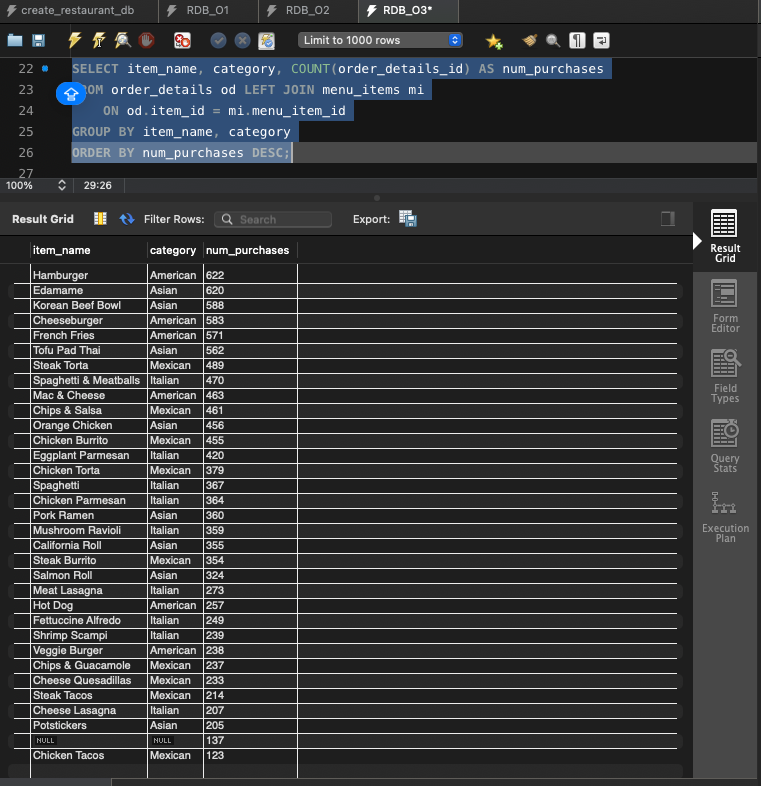 create_restaurant_db RDB_O1 RDB_O2 RDB_O3*
Limit to 1000 rows
22 SELECT item_name, category, COUNT(order_details_id) AS num_purchases
23 OM order_details od LEFT JOIN menu_items mi
24 ON od.item_id = mi.menu_item_id
25 GROUP BY item_name, category
26 ORDER BY num_purchases DESC;
27
100% 29:26
Result Grid Filter Rows: Search Export:
item_name category num_purchases
Hamburger American 622
Edamame Asian 620
Korean Beef Bowl Asian 588
Cheeseburger American 583
French Fries American 571
Tofu Pad Thai Asian 562
Steak Torta Mexican 489
Spaghetti & Meatballs Italian 470
Mac & Cheese American 463
Chips & Salsa Mexican 461
Orange Chicken Asian 456
Chicken Burrito Mexican 455
Eggplant Parmesan Italian 420
Chicken Torta Mexican 379
Spaghetti Italian 367
Chicken Parmesan Italian 364
Pork Ramen Asian 360
Mushroom Ravioli Italian 359
California Roll Asian 355
Steak Burrito Mexican 354
Salmon Roll Asian 324
Meat Lasagna Italian 273
Hot Dog American 257
Fettuccine Alfredo Italian 249
Shrimp Scampi Italian 239
Veggie Burger American 238
Chips & Guacamole Mexican 237
Cheese Quesadillas Mexican 233
Steak Tacos Mexican 214
Cheese Lasagna Italian 207
Potstickers Asian 205
NULL NULL 137
Chicken Tacos Mexican 123
Result
Grid
Form
Editor
Field
Types
Query
Stats
Execution
Plan